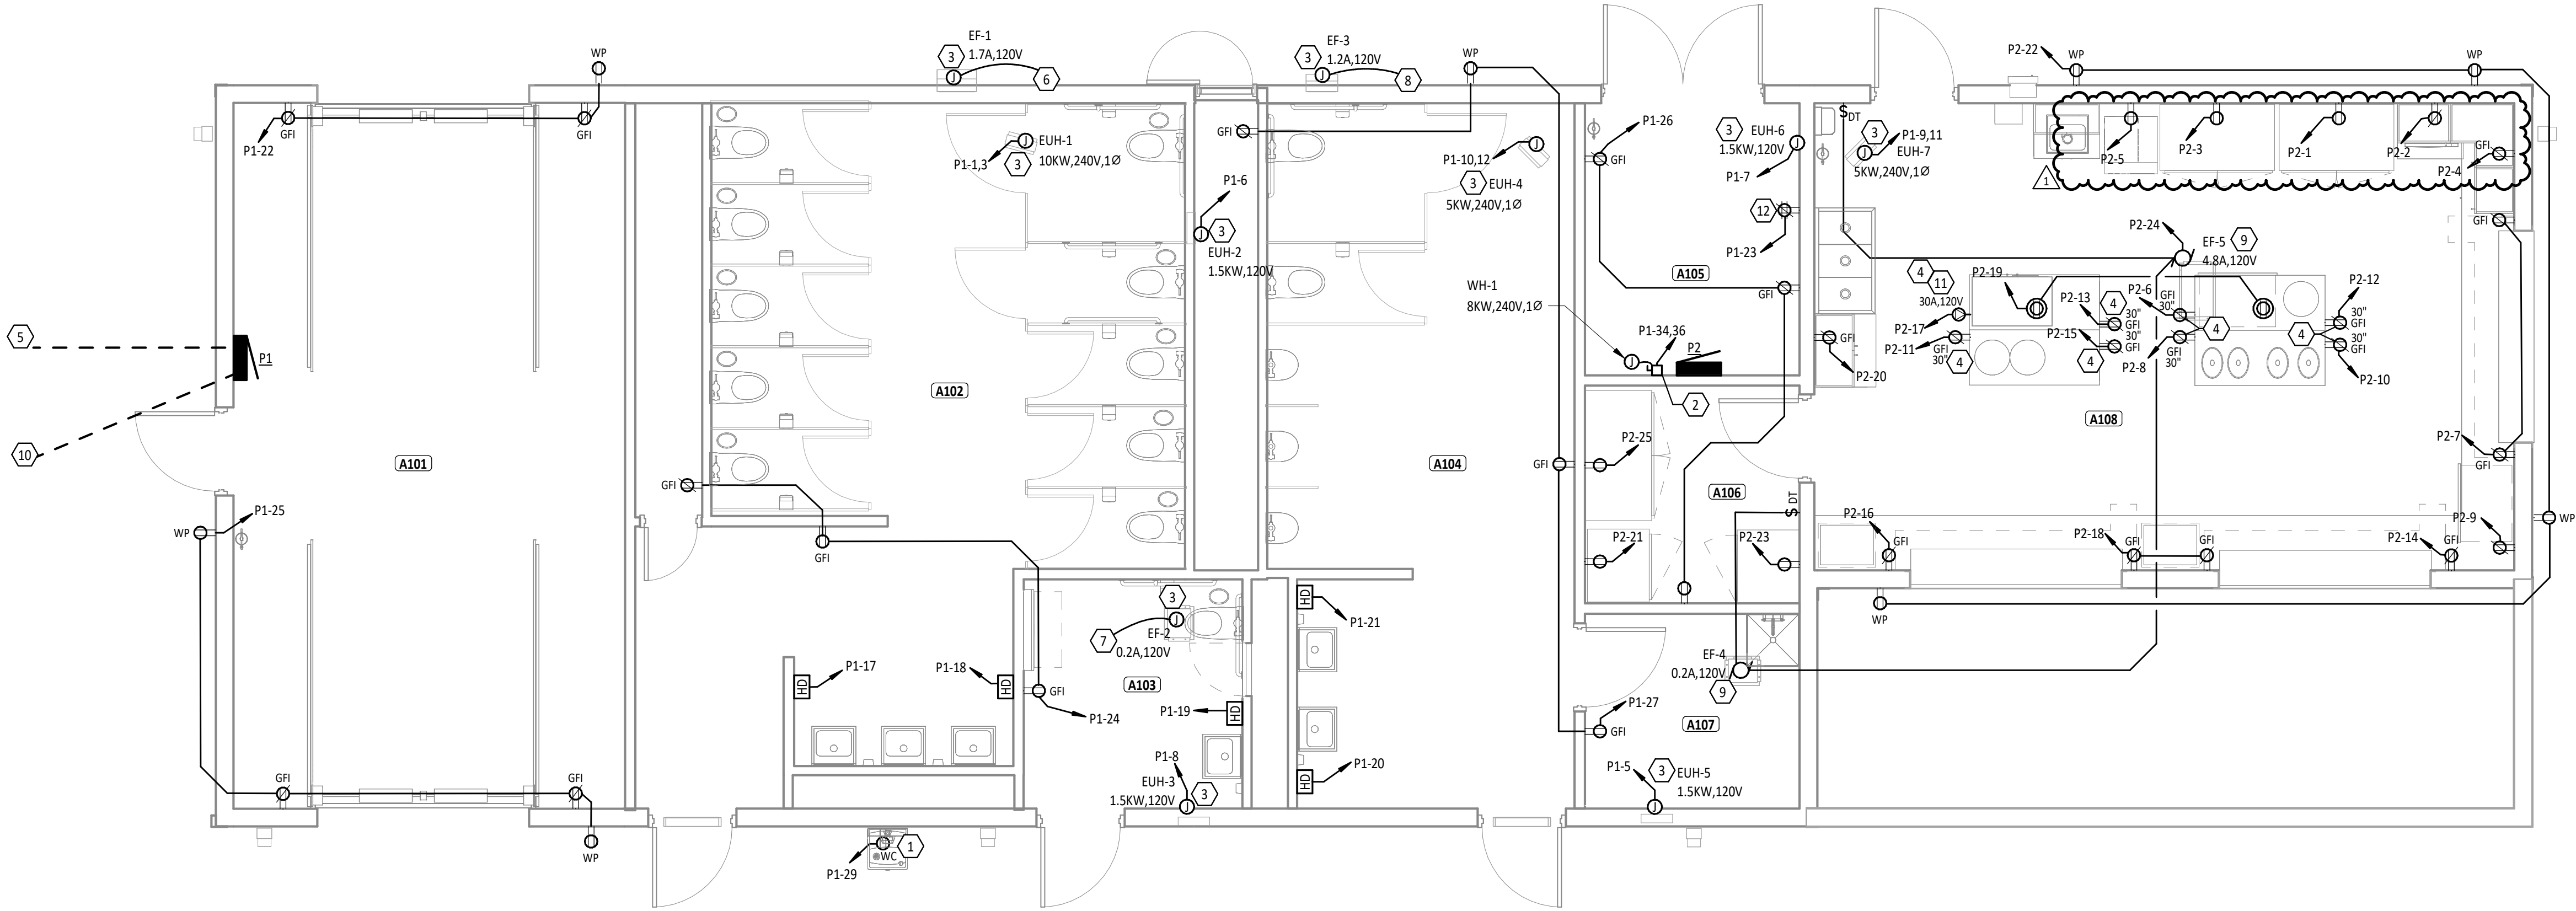 EF-1
1.7A,120V
3
6
WP
EF-3
1.2A,120V
3
8
WP
P2-22
WP
WP
GFI
P1-22
GFI
EUH-1
10KW,240V,1Ø
P1-1,3
3
GFI
P1-6
3
EUH-2
1.5KW,120V
P1-10,12
3
EUH-4
5KW,240V,1Ø
P1-26
GFI
3
EUH-6
1.5KW,120V
P1-7
12
P1-23
A105
GFI
$DT
3
P1-9,11
EUH-7
5KW,240V,1Ø
P2-5
P2-3
P2-1
P2-2
GFI
P2-4
1
GFI
P2-24
EF-5
4.8A,120V
9
4
11
30A,120V
P2-19
P2-17
P2-11
GFI
30"
4
P2-13
4
30"
GFI
P2-15
30"
GFI
4
P2-6
GFI
30"
4
P2-8
GFI
30"
P2-12
30"
GFI
4
30"
GFI
P2-10
WH-1
8KW,240V,1Ø
P1-34,36
P2
2
GFI
P2-20
5
P1
10
A101
A102
A104
A108
P2-7
GFI
WP
P1-25
GFI
GFI
GFI
P2-25
A106
$ DT
P2-21
P2-23
P2-16
GFI
P2-18
GFI
GFI
P2-14
GFI
P2-9
WP
WP
3
7
EF-2
0.2A,120V
HD
P1-21
HD
P1-17
P1-18
HD
GFI
P1-24
A103
P1-19
HD
EF-4
0.2A,120V
9
P1-27
GFI
A107
HD
P1-20
P1-8
EUH-3
1.5KW,120V
3
P1-5
3
EUH-5
1.5KW,120V
GFI
GFI
WP
WC
1
P1-29